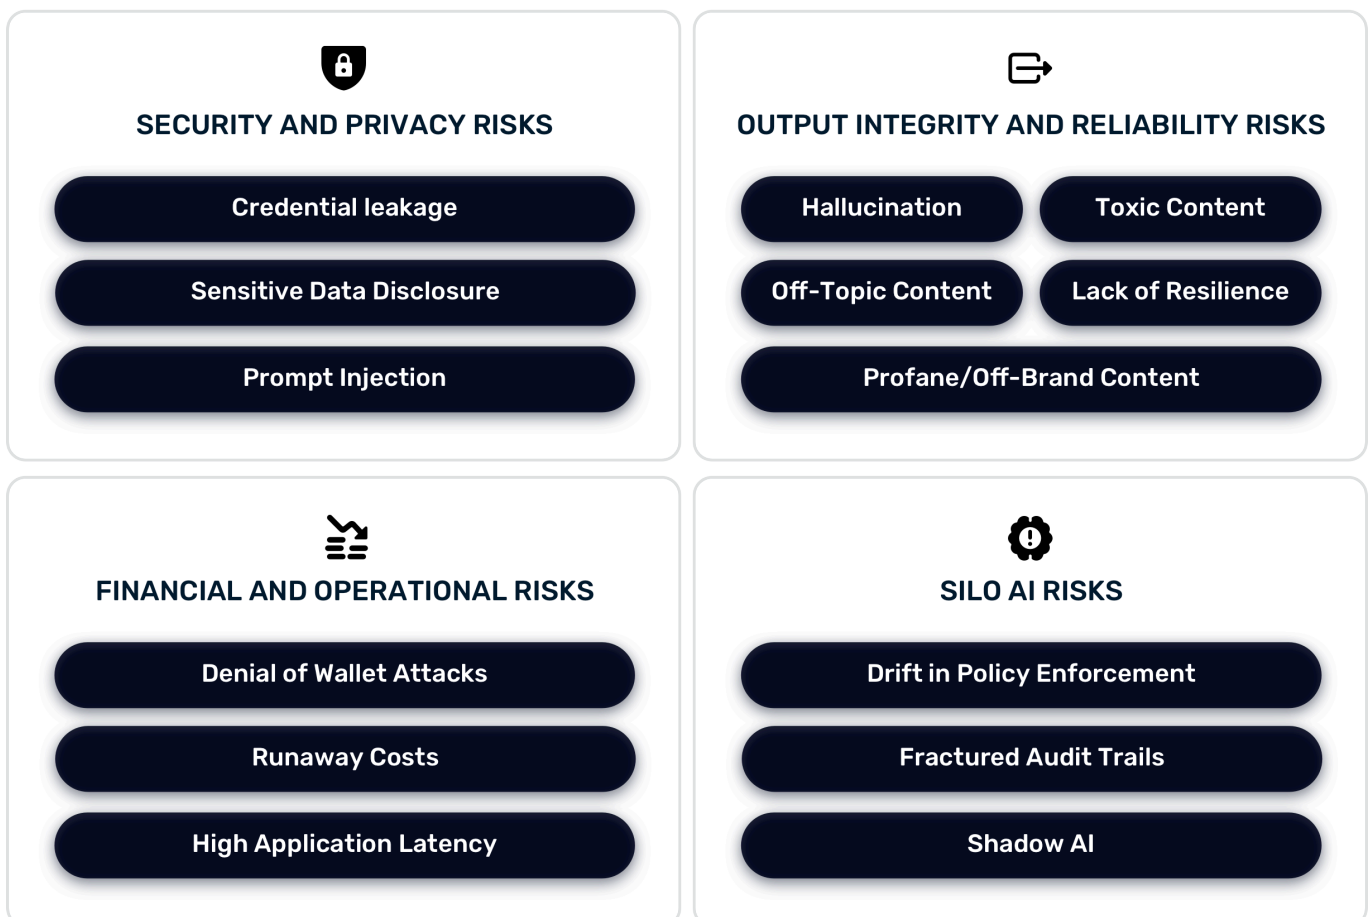 SECURITY AND PRIVACY RISKS
Credential leakage
Sensitive Data Disclosure
Prompt Injection
OUTPUT INTEGRITY AND RELIABILITY RISKS
Hallucination
Toxic Content
Off-Topic Content
Lack of Resilience
Profane/Off-Brand Content
FINANCIAL AND OPERATIONAL RISKS
Denial of Wallet Attacks
Runaway Costs
High Application Latency
SILO AI RISKS
Drift in Policy Enforcement
Fractured Audit Trails
Shadow AI